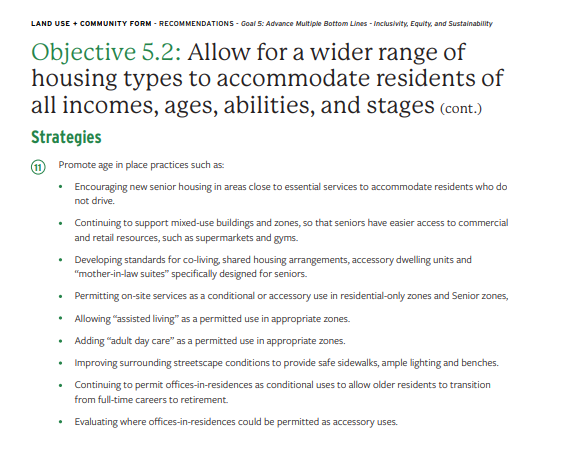 LAND USE + COMMUNITY FORM - RECOMMENDATIONS - Goal 5: Advance Multiple Bottom Lines - Inclusivity, Equity, and Sustainability
Objective 5.2: Allow for a wider range of
housing types to accommodate residents of
all incomes, ages, abilities, and stages (cont.)
Strategies
11 Promote age in place practices such as:
• Encouraging new senior housing in areas close to essential services to accommodate residents who do
not drive.
• Continuing to support mixed-use buildings and zones, so that seniors have easier access to commercial
and retail resources, such as supermarkets and gyms.
• Developing standards for co-living, shared housing arrangements, accessory dwelling units and
“mother-in-law suites” specifically designed for seniors.
• Permitting on-site services as a conditional or accessory use in residential-only zones and Senior zones,
• Allowing “assisted living” as a permitted use in appropriate zones.
• Adding “adult day care” as a permitted use in appropriate zones.
• Improving surrounding streetscape conditions to provide safe sidewalks, ample lighting and benches.
• Continuing to permit offices-in-residences as conditional uses to allow older residents to transition
from full-time careers to retirement.
• Evaluating where offices-in-residences could be permitted as accessory uses.